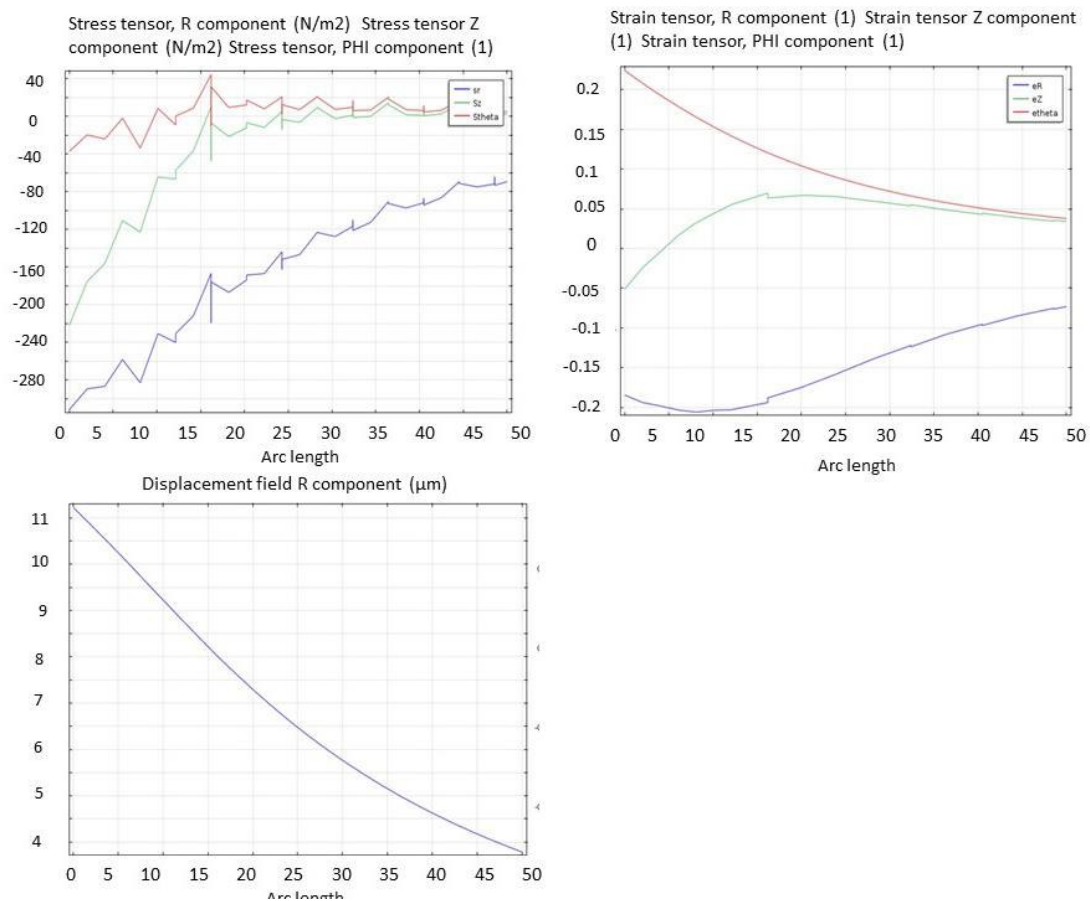 Stress tensor, R component (N/m2) Stress tensor Z
component (N/m2) Stress tensor, PHI component (1)
40
0
-40
-80
-120
-160
-200
-240
-280
sr
Sz
Stheta
0 5 10 15 20 25 30 35 40 50
Arc length
Strain tensor, R component (1) Strain tensor Z component
(1) Strain tensor, PHI component (1)
0.2
0.15
0.1
0.05
0
-0.05
-0.1
-0.15
-0.2
eR
eZ
etheta
0 5 10 15 20 25 30 35 40 50
Arc length
Displacement field R component (μm)
11
10
9
8
7
6
5
4
0 5 10 15 20 25 30 35 40 45 50
Arc length